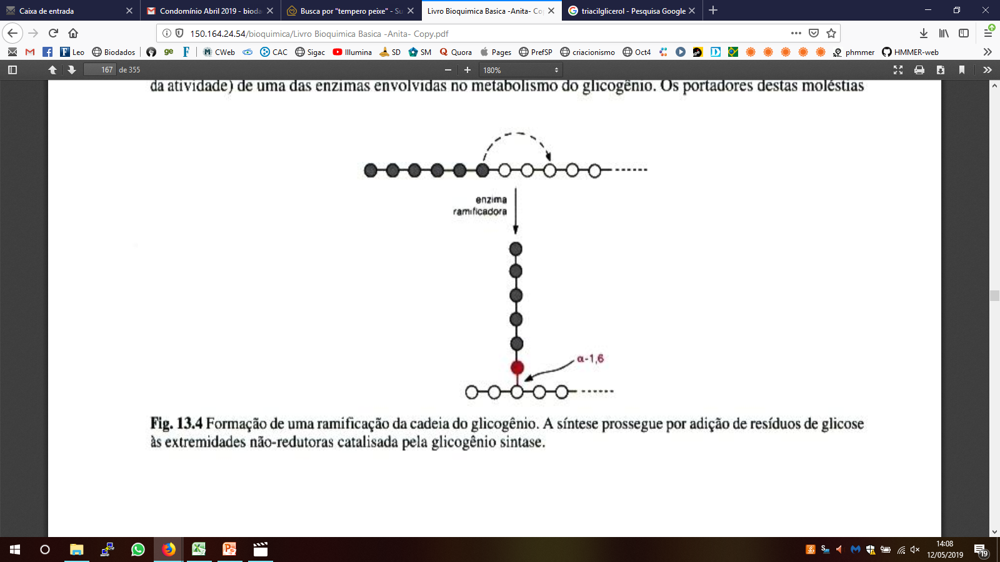 Caixa de entrada
Condomínio Abril 2019 - bioda
Busca por "tempero peixe" - Su
Livro Bioquimica Basica -Anita- Co
triacilglicerol - Pesquisa Google
150.164.24.54/bioquimica/Livro Bioquimica Basica -Anita- Copy.pdf
Leo Biodados ge CWeb CAC Sigac Illumina SD SM Quora Pages PrefSP criacionismo Oct4 phmmer HMMER-web
167 de 355
180%
da atividade) de uma das enzimas envolvidas no metabolismo do glicogênio. Os portadores destas moléstias
enzima
ramificadora
α-1,6
Fig. 13.4 Formação de uma ramificação da cadeia do glicogênio. A síntese prossegue por adição de resíduos de glicose
às extremidades não-redutoras catalisada pela glicogênio sintase.
14:08
12/05/2019
19